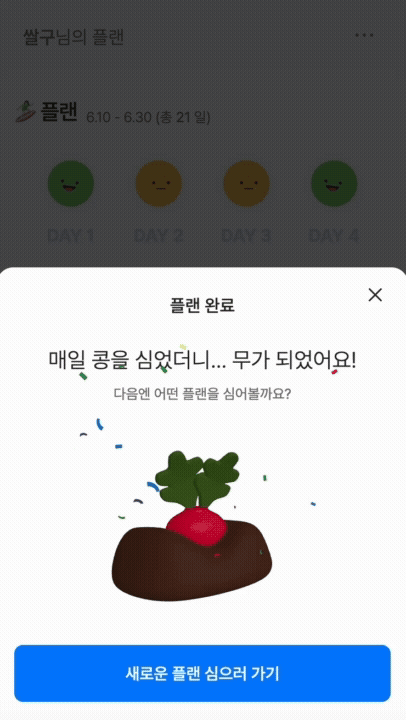 쌀구님의 플랜
플랜 6.10 - 6.30 (총 21 일)
DAY 1 DAY 2 DAY 3 DAY 4
플랜 완료
매일 콩을 심었더니... 무가 되었어요!
다음엔 어떤 플랜을 심어볼까요?
새로운 플랜 심으러 가기